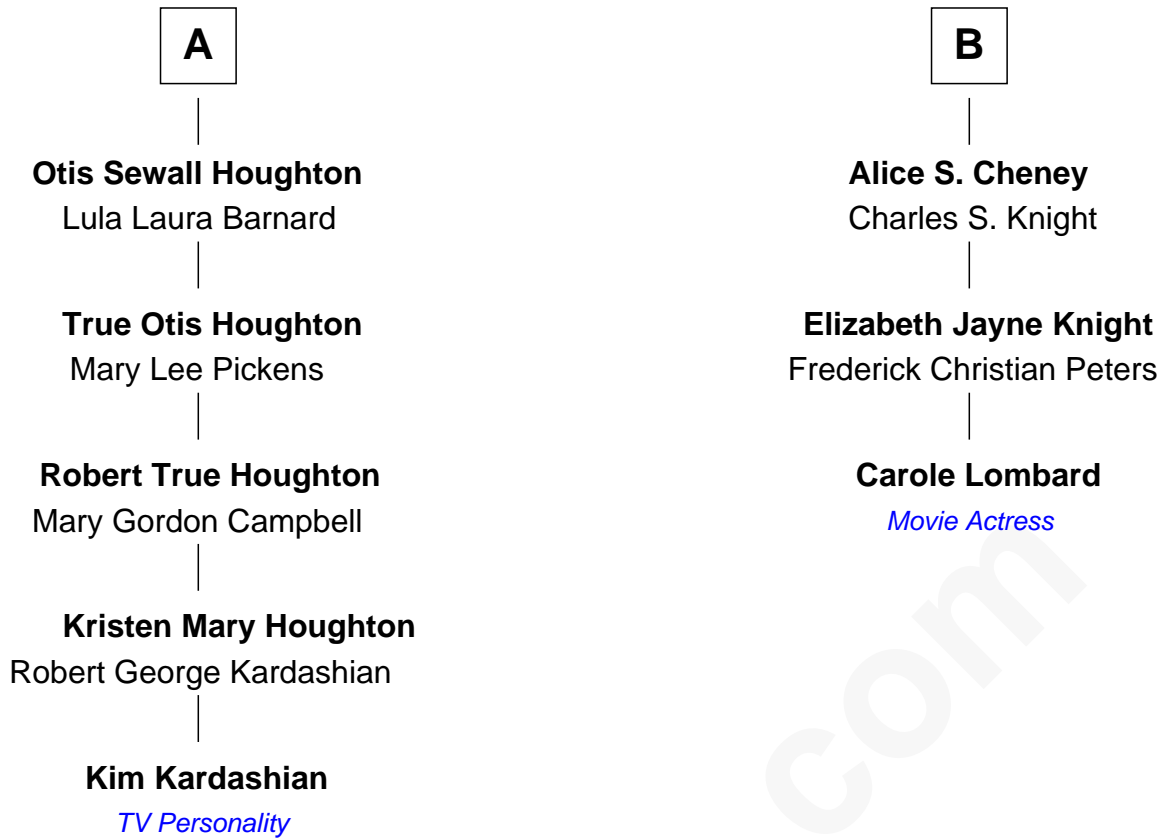 A
Otis Sewall Houghton
Lula Laura Barnard
True Otis Houghton
Mary Lee Pickens
Robert True Houghton
Mary Gordon Campbell
Kristen Mary Houghton
Robert George Kardashian
Kim Kardashian
TV Personality
B
Alice S. Cheney
Charles S. Knight
Elizabeth Jayne Knight
Frederick Christian Peters
Carole Lombard
Movie Actress
com